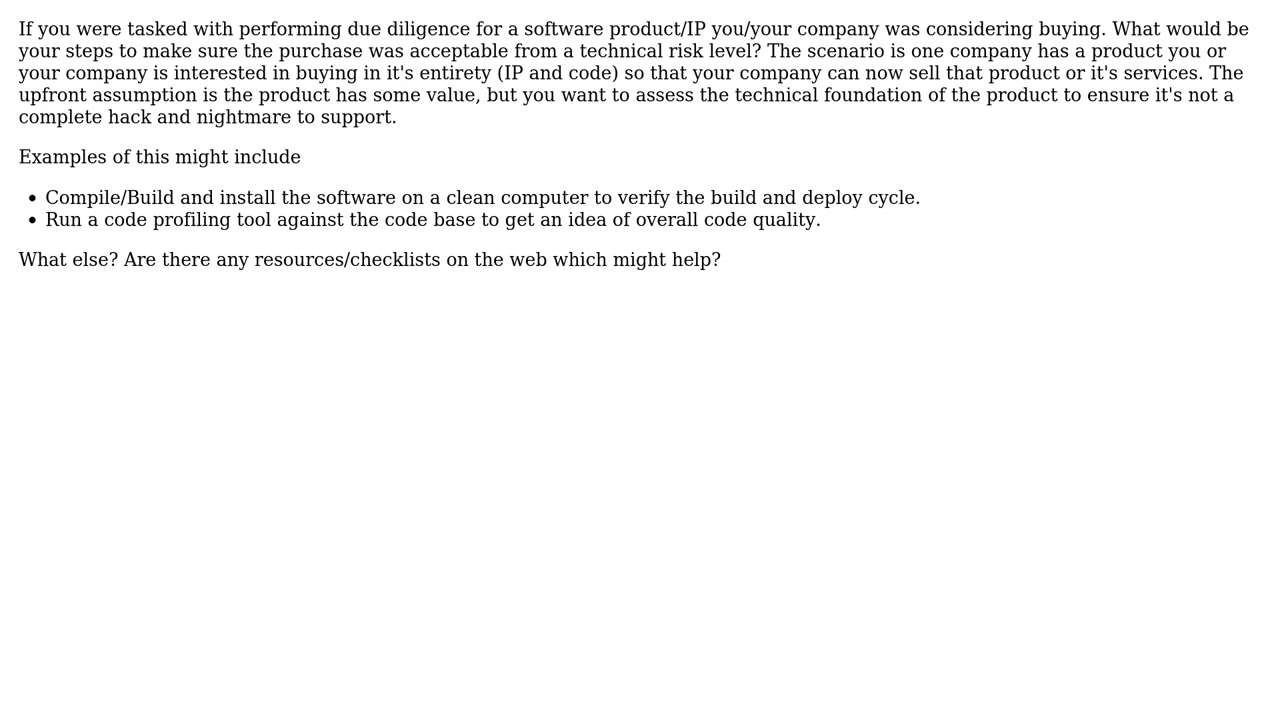 If you were tasked with performing due diligence for a software product/IP you/your company was considering buying. What would be
your steps to make sure the purchase was acceptable from a technical risk level? The scenario is one company has a product you or
your company is interested in buying in it's entirety (IP and code) so that your company can now sell that product or it's services. The
upfront assumption is the product has some value, but you want to assess the technical foundation of the product to ensure it's not a
complete hack and nightmare to support.
Examples of this might include
• Compile/Build and install the software on a clean computer to verify the build and deploy cycle.
• Run a code profiling tool against the code base to get an idea of overall code quality.
What else? Are there any resources/checklists on the web which might help?